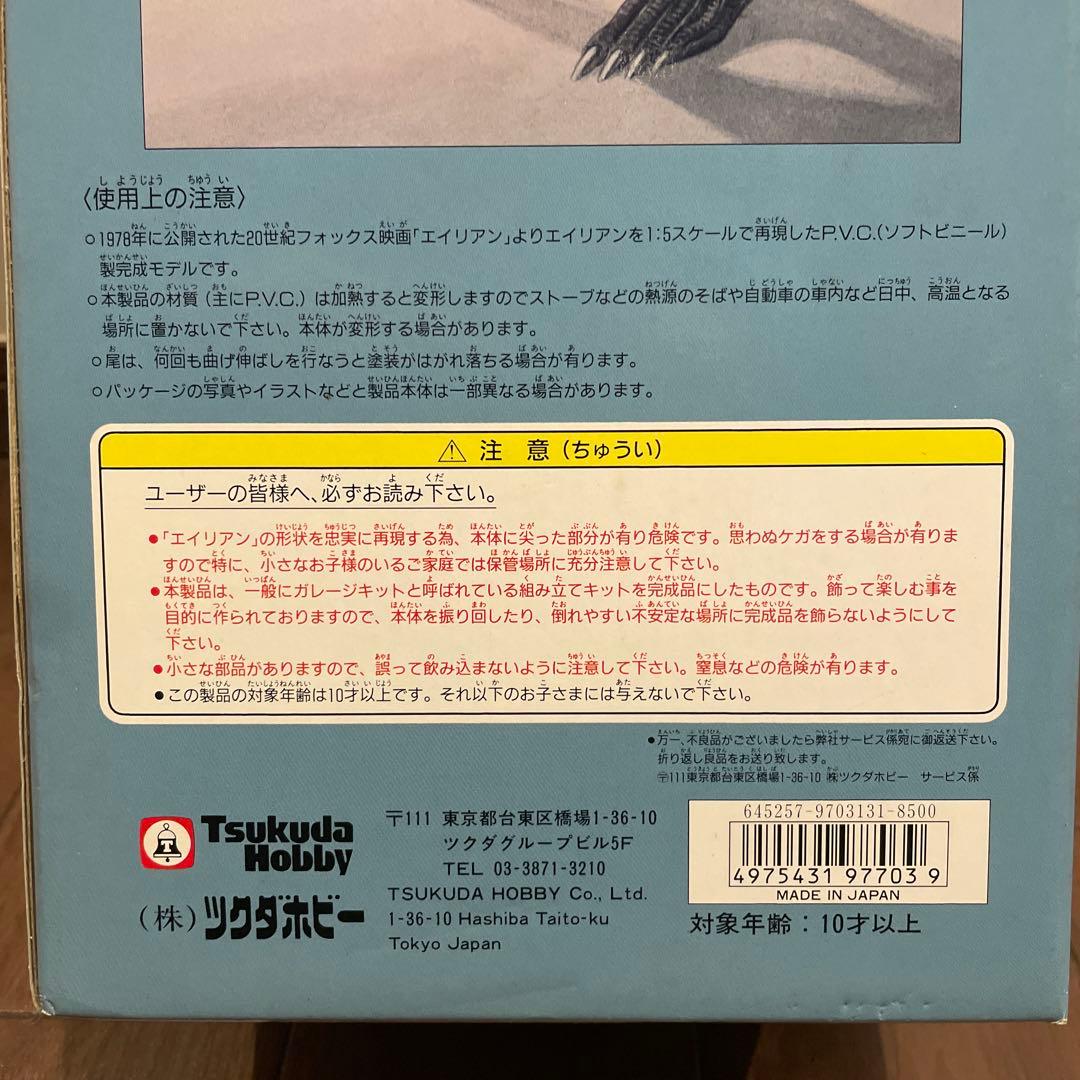 〈使用上の注意〉
○1978年に公開された20世紀フォックス映画「エイリアン」よりエイリアンを1:5スケールで再現したP.V.C.(ソフトビニール)
製完成モデルです。
○本製品の材質(主にP.V.C.)は加熱すると変形しますのでストーブなどの熱源のそばや自動車の車内など日中、高温となる
場所に置かないで下さい。本体が変形する場合があります。
○尾は、何回も曲げ伸ばしを行なうと塗装がはがれ落ちる場合が有ります。
○パッケージの写真やイラストなどと製品本体は一部異なる場合があります。
⚠ 注 意(ちゅうい)
ユーザーの皆様へ、必ずお読み下さい。
●「エイリアン」の形状を忠実に再現する為、本体に尖った部分が有り危険です。思わぬケガをする場合が有りま
すので特に、小さなお子様のいるご家庭では保管場所に充分注意して下さい。
●本製品は、一般にガレージキットと呼ばれている組み立てキットを完成品にしたものです。飾って楽しむ事を
目的に作られておりますので、本体を振り回したり、倒れやすい不安定な場所に完成品を飾らないようにして
下さい。
●小さな部品がありますので、誤って飲み込まないように注意して下さい。窒息などの危険が有ります。
●この製品の対象年齢は10才以上です。それ以下のお子さまには与えないで下さい。
●万一、不良品がございましたら弊社サービス係宛に御返送下さい。
折り返し良品をお送り致します。
〒111東京都台東区橋場1-36-10 ㈱ツクダホビー サービス係
T
Tsukuda
Hobby
(株)ツクダホビー
〒111 東京都台東区橋場1-36-10
ツクダグループビル5F
TEL 03-3871-3210
TSUKUDA HOBBY Co., Ltd.
1-36-10 Hashiba Taito-ku
Tokyo Japan
645257-9703131-8500
4975431977039
MADE IN JAPAN
対象年齢:10才以上